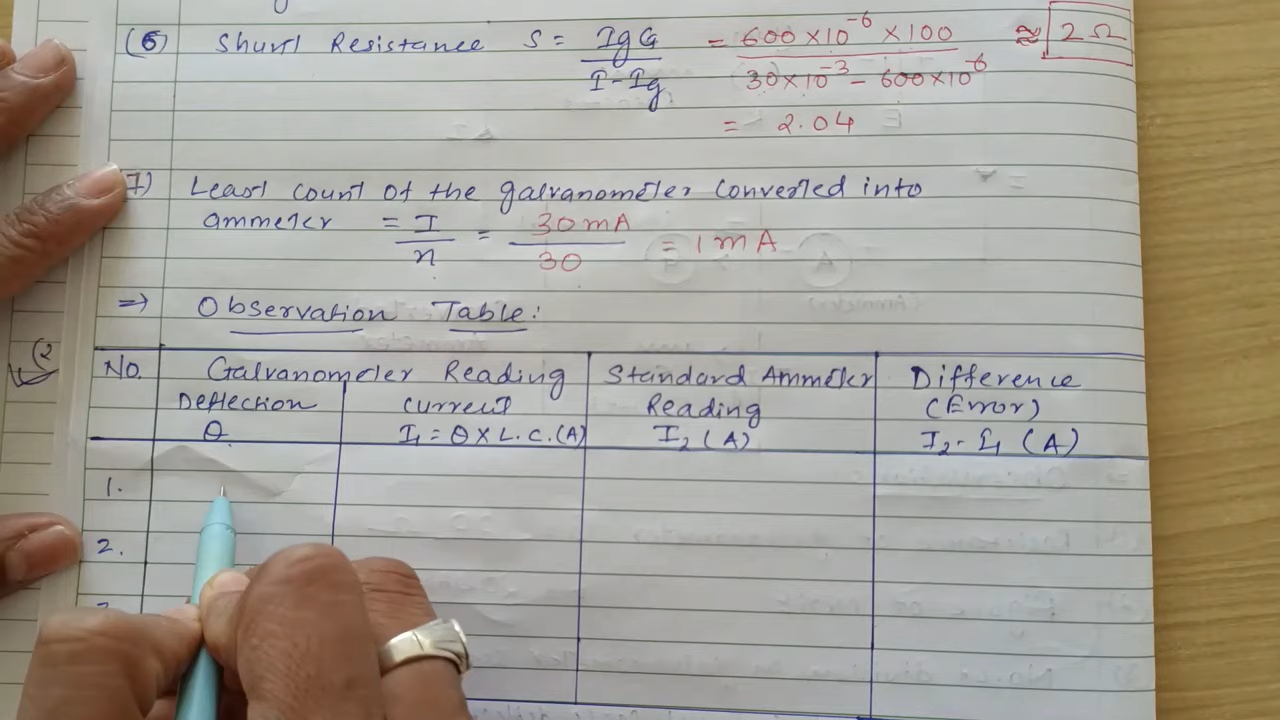 (6) Shunt Resistance S = IgG / I - Ig = 600 × 10⁻⁶ × 100 / 30 × 10⁻³ - 600 × 10⁻⁶ ≈ 2 Ω
= 2.04
7) Least count of the galvanometer converted into
ammeter = I / n = 30 mA / 30 = 1 mA
⇒ Observation Table:
No. Galvanometer Reading Standard Ammeter Difference
Deflection Current Reading (Error)
θ I₁ = θ × L.C. (A) I₂ (A) I₂ - I₁ (A)
1.
2.